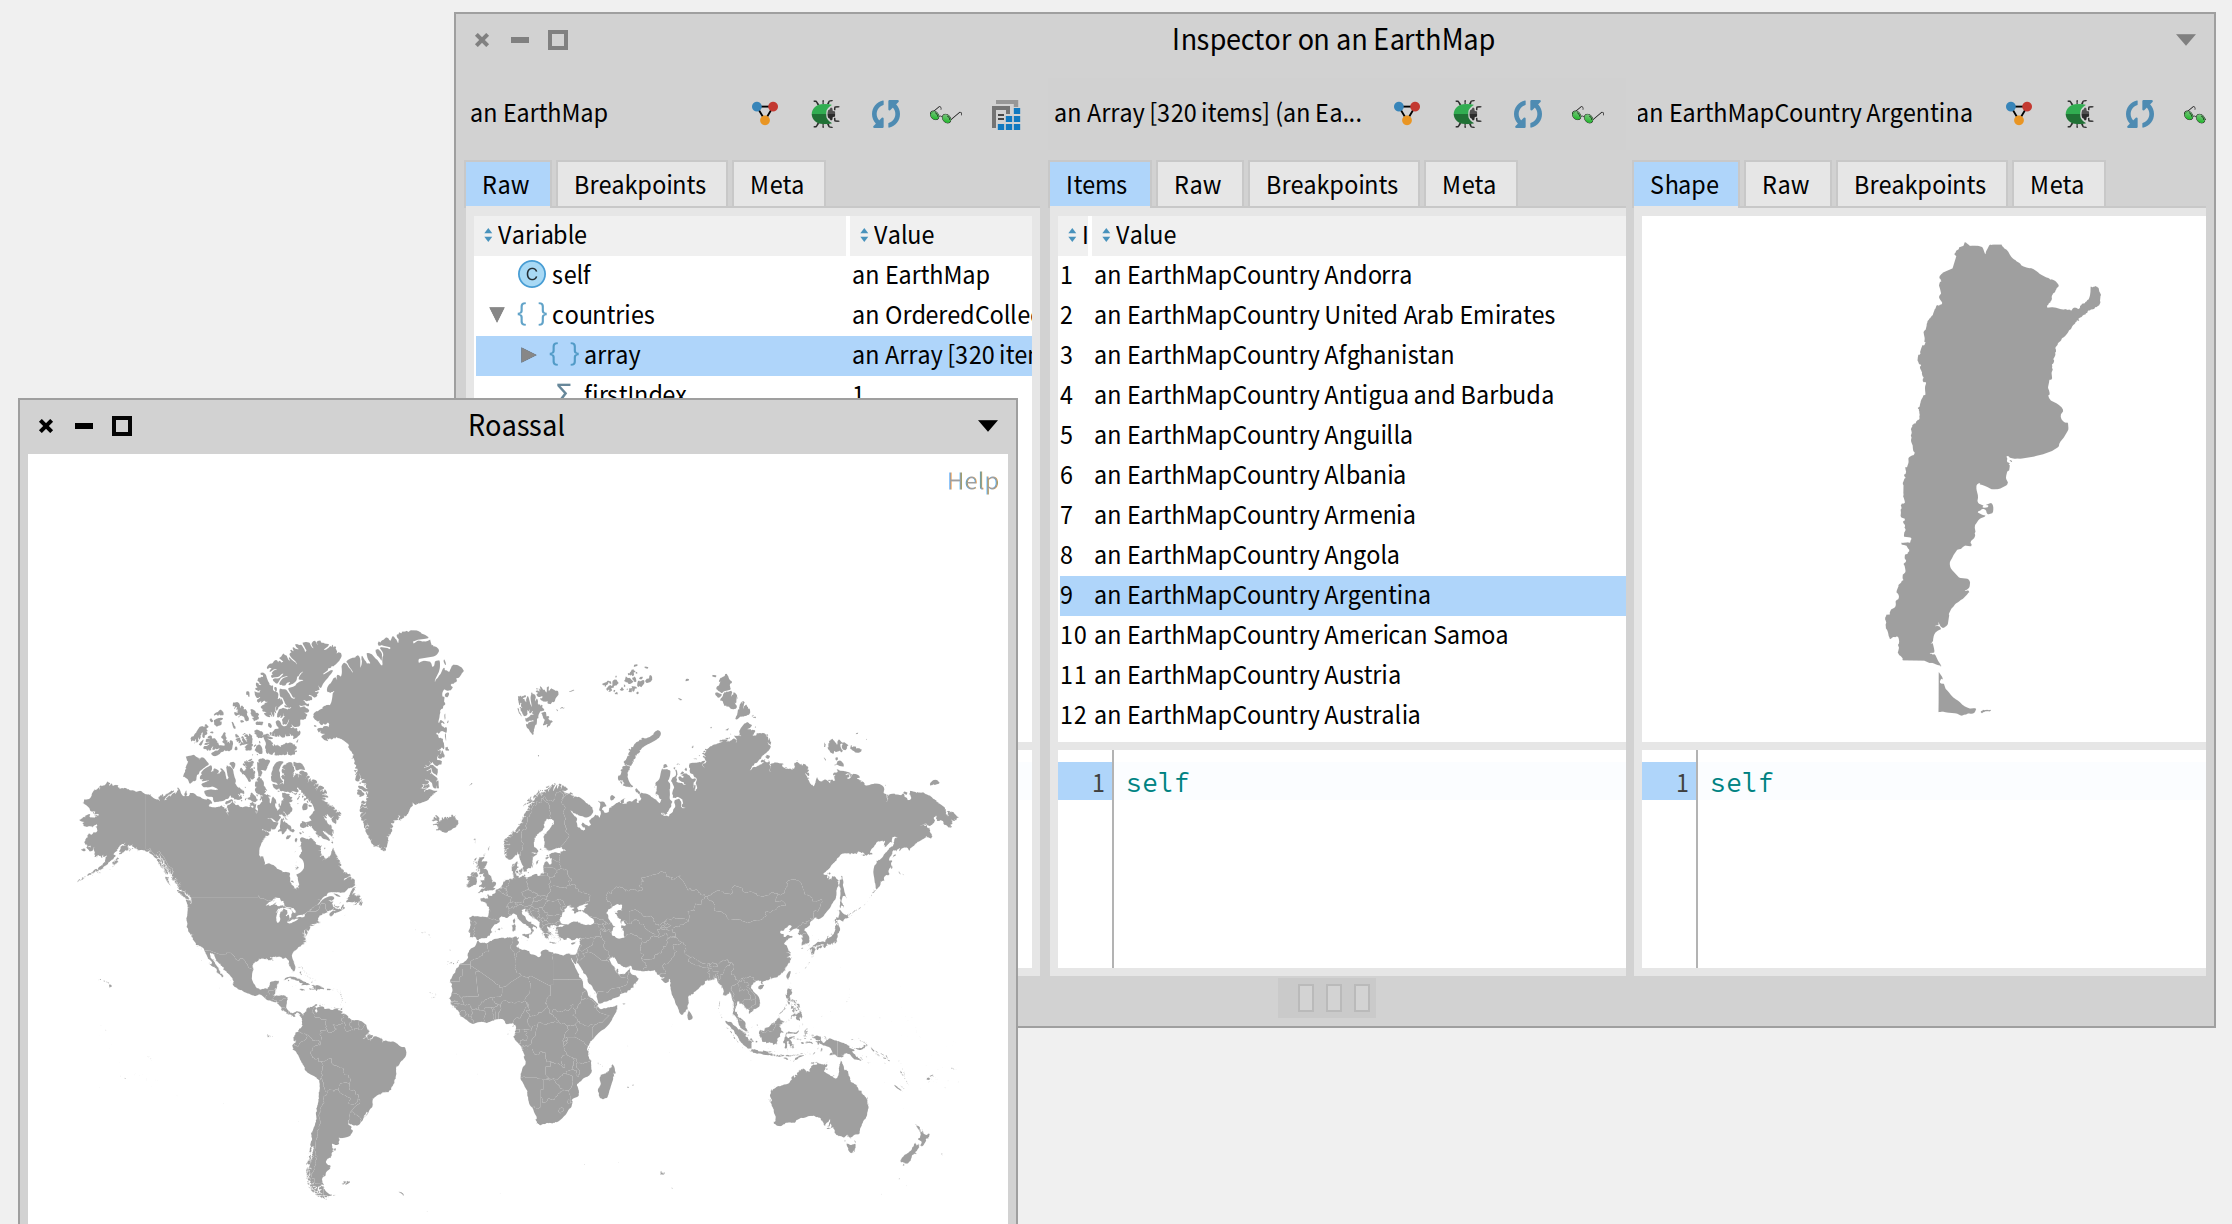 Inspector on an EarthMap
an EarthMap
an Array [320 items] (an Ea...
an EarthMapCountry Argentina
Raw Breakpoints Meta
Items Raw Breakpoints Meta
Shape Raw Breakpoints Meta
Variable Value
C self an EarthMap
{ } countries an OrderedColle
{ } array an Array [320 iter
Σ firstIndex 1
I Value
1 an EarthMapCountry Andorra
2 an EarthMapCountry United Arab Emirates
3 an EarthMapCountry Afghanistan
4 an EarthMapCountry Antigua and Barbuda
5 an EarthMapCountry Anguilla
6 an EarthMapCountry Albania
7 an EarthMapCountry Armenia
8 an EarthMapCountry Angola
9 an EarthMapCountry Argentina
10 an EarthMapCountry American Samoa
11 an EarthMapCountry Austria
12 an EarthMapCountry Australia
1 self
1 self
Roassal
Help